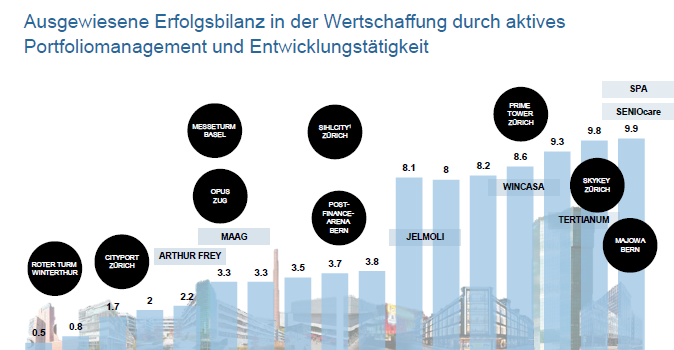 Ausgewiesene Erfolgsbilanz in der Wertschaffung durch aktives
Portfoliomanagement und Entwicklungstätigkeit
SPA
SENIOcare
PRIME
TOWER
ZÜRICH
MESSETURM
BASEL
SIHLCITY¹
ZÜRICH
9.3
9.8
9.9
8.1
8
8.2
8.6
OPUS
ZUG
WINCASA
SKYKEY
ZÜRICH
POST-
FINANCE-
ARENA
BERN
TERTIANUM
MAAG
JELMOLI
MAJOWA
BERN
ROTER TURM
WINTERTHUR
CITYPORT
ZÜRICH
ARTHUR FREY
3.3
3.3
3.5
3.7
3.8
0.5
0.8
1.7
2
2.2